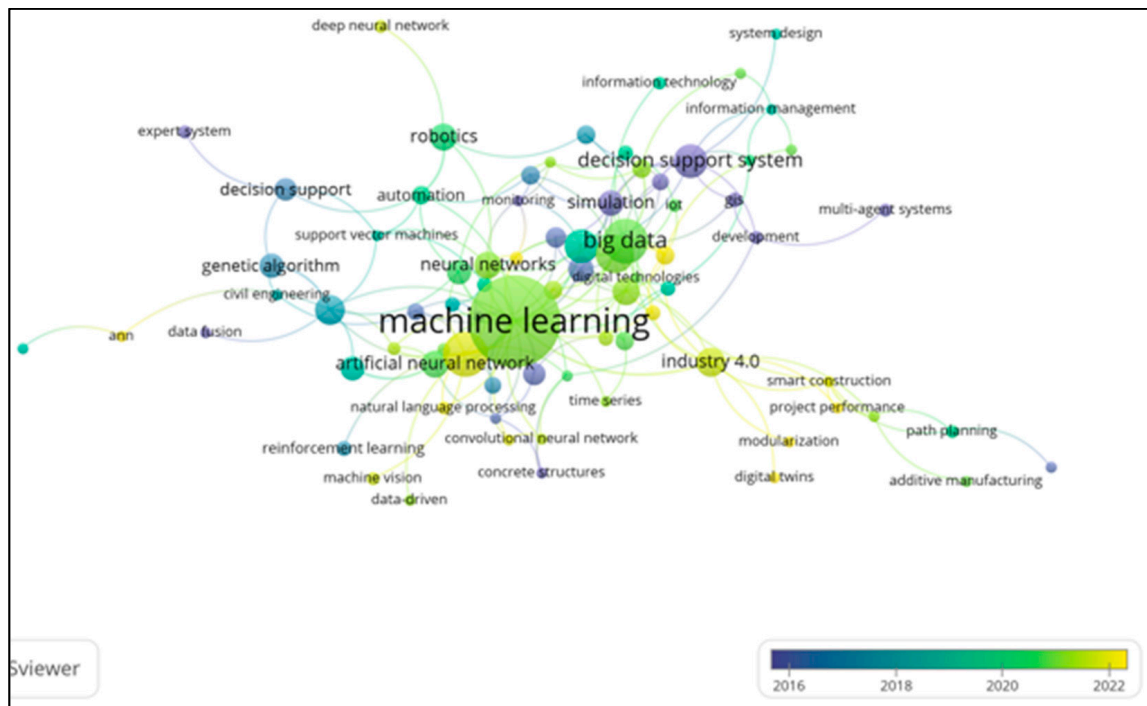 deep neural network
system design
information technology
information management
expert system
robotics
decision support system
decision support
automation
monitoring
simulation
iot
gis
multi-agent systems
support vector machines
big data
development
genetic algorithm
neural networks
digital technologies
civil engineering
ann
data fusion
machine learning
artificial neural network
industry 4.0
smart construction
natural language processing
time series
project performance
reinforcement learning
convolutional neural network
modularization
path planning
machine vision
concrete structures
digital twins
additive manufacturing
data-driven
Sviewer
2016 2018 2020 2022